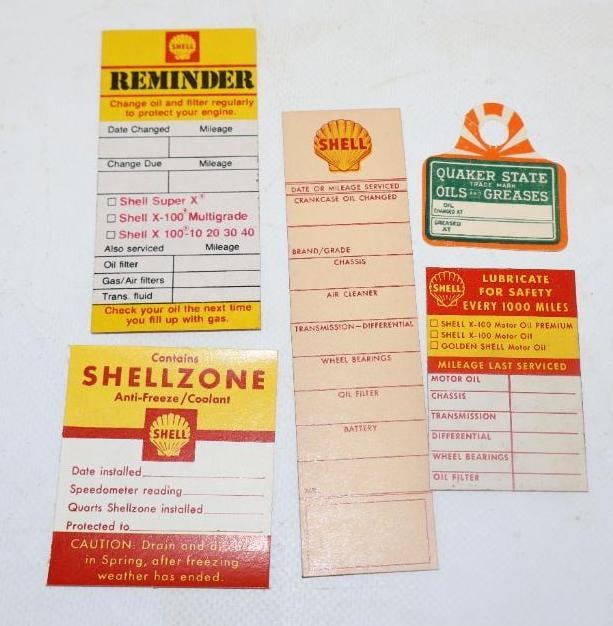 SHELL
REMINDER
Change oil and filter regularly
to protect your engine.
Date Changed Mileage
Change Due Mileage
Shell Super X®
Shell X-100® Multigrade
Shell X 100®-10 20 30 40
Also serviced Mileage
Oil filter
Gas/Air filters
Trans. fluid
Check your oil the next time
you fill up with gas.
SHELL
DATE OR MILEAGE SERVICED
CRANKCASE OIL CHANGED
BRAND/GRADE
CHASSIS
AIR CLEANER
TRANSMISSION—DIFFERENTIAL
WHEEL BEARINGS
OIL FILTER
BATTERY
QUAKER STATE
TRADE MARK
OILS AND GREASES
OIL
CHANGED AT
GREASED
AT
SHELL
LUBRICATE
FOR SAFETY
EVERY 1000 MILES
SHELL X-100 Motor Oil PREMIUM
SHELL X-100 Motor Oil
GOLDEN SHELL Motor Oil
MILEAGE LAST SERVICED
MOTOR OIL
CHASSIS
TRANSMISSION
DIFFERENTIAL
WHEEL BEARINGS
OIL FILTER
Contains
SHELLZONE
Anti-Freeze/Coolant
SHELL
Date installed
Speedometer reading
Quarts Shellzone installed
Protected to
CAUTION: Drain and
in Spring, after freezing
weather has ended.